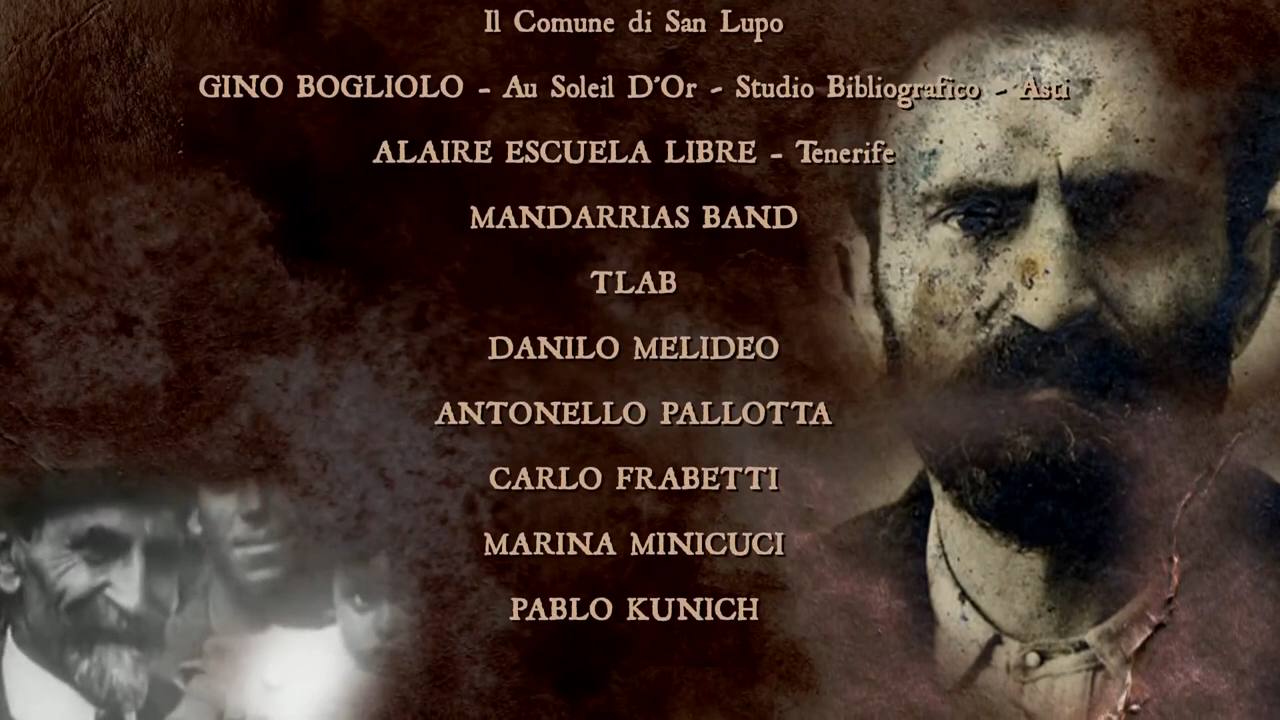 Il Comune di San Lupo
GINO BOGLIOLO - Au Soleil D'Or - Studio Bibliografico - Asti
ALAIRE ESCUELA LIBRE - Tenerife
MANDARRIAS BAND
TLAB
DANILO MELIDEO
ANTONELLO PALLOTTA
CARLO FRABETTI
MARINA MINICUCI
PABLO KUNICH